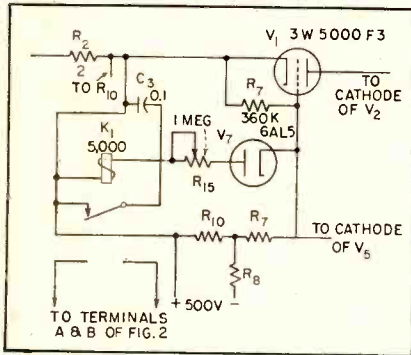 V1 3W 5000 F3
R2
2
TO R10
C3
0.1
R7
360K
6AL5
TO
CATHODE
OF V2
K1
5,000
1 MEG
V7
R15
R10
R7
TO CATHODE
OF V5
R8
+ 500V −
TO TERMINALS
A & B OF FIG. 2